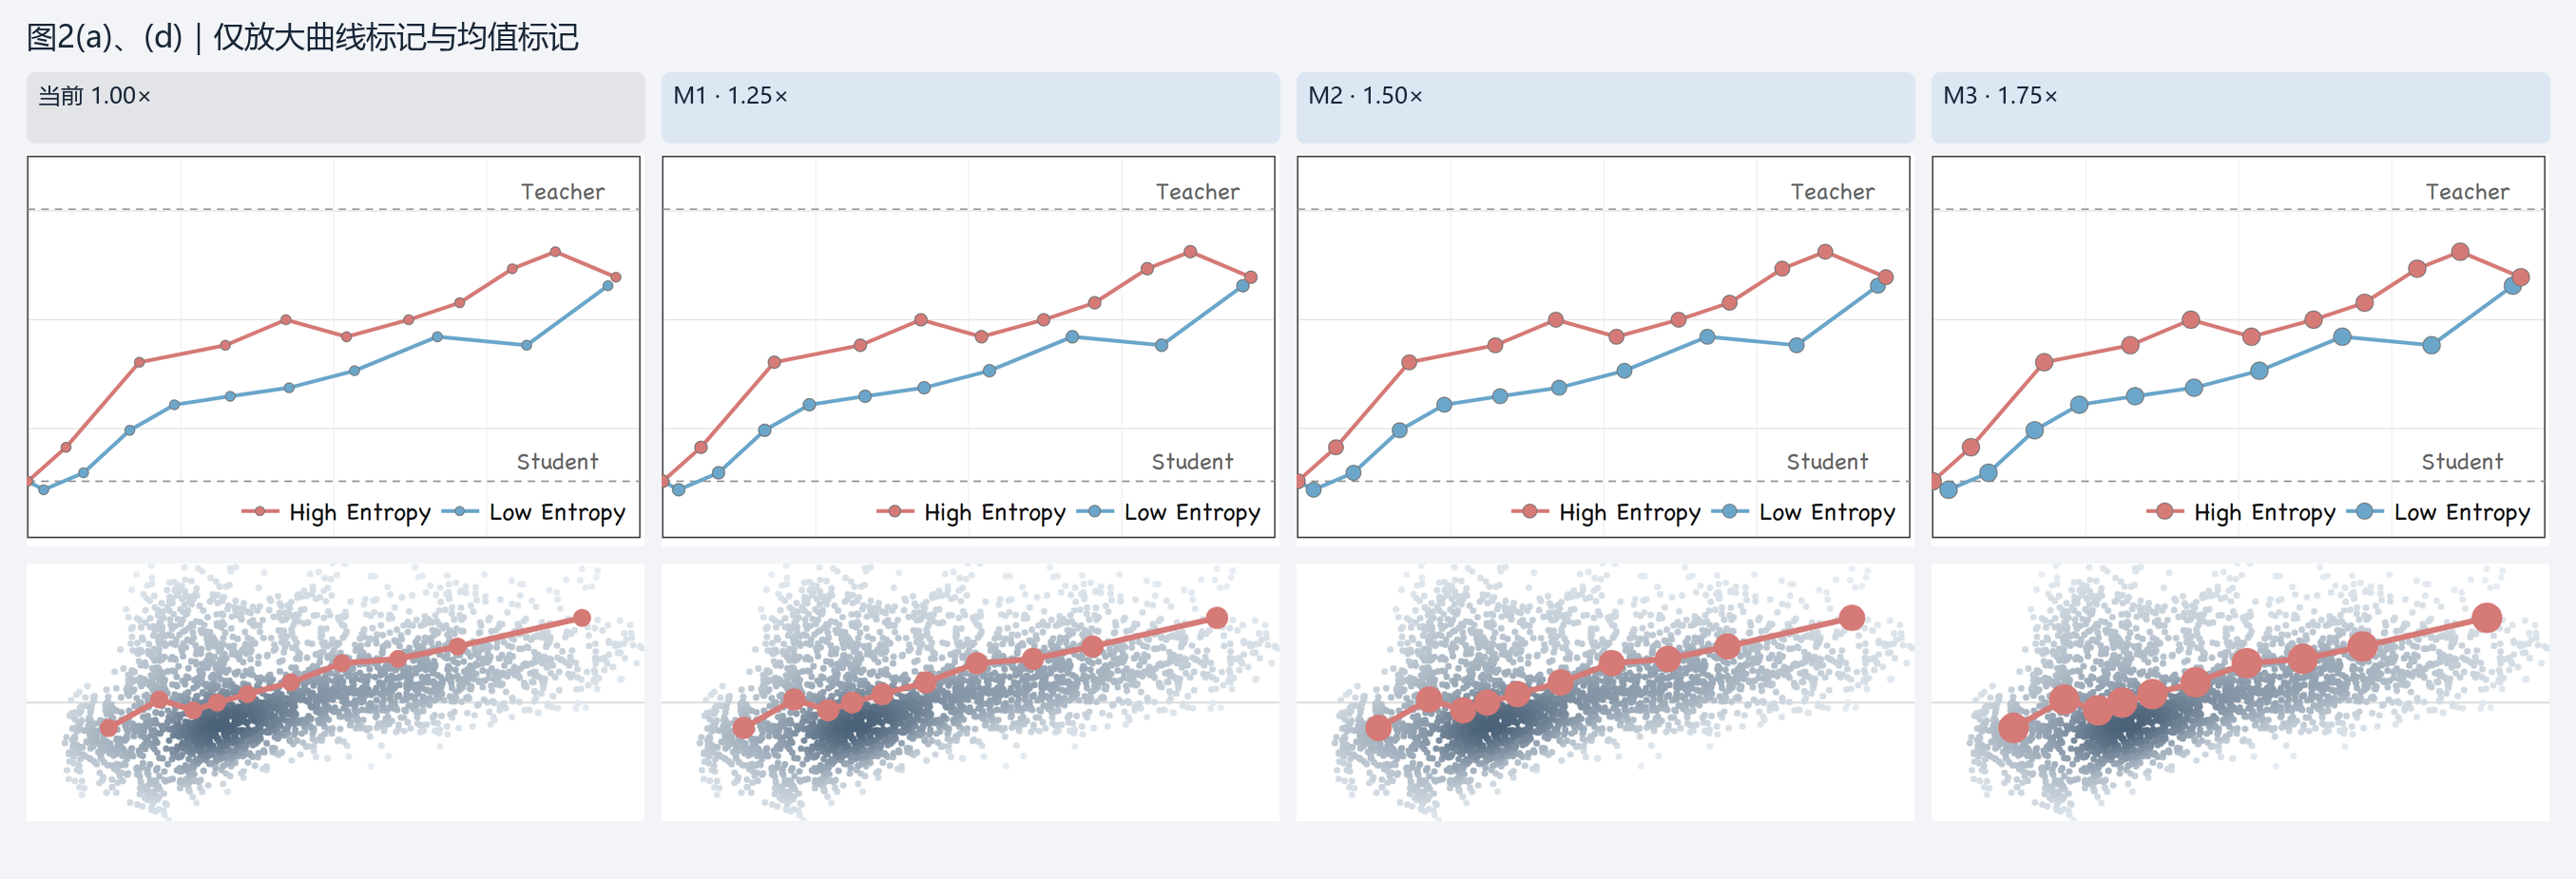 图2(a)、(d) | 仅放大曲线标记与均值标记
当前 1.00×
M1 · 1.25×
M2 · 1.50×
M3 · 1.75×
Teacher
Student
High Entropy
Low Entropy
Teacher
Student
High Entropy
Low Entropy
Teacher
Student
High Entropy
Low Entropy
Teacher
Student
High Entropy
Low Entropy